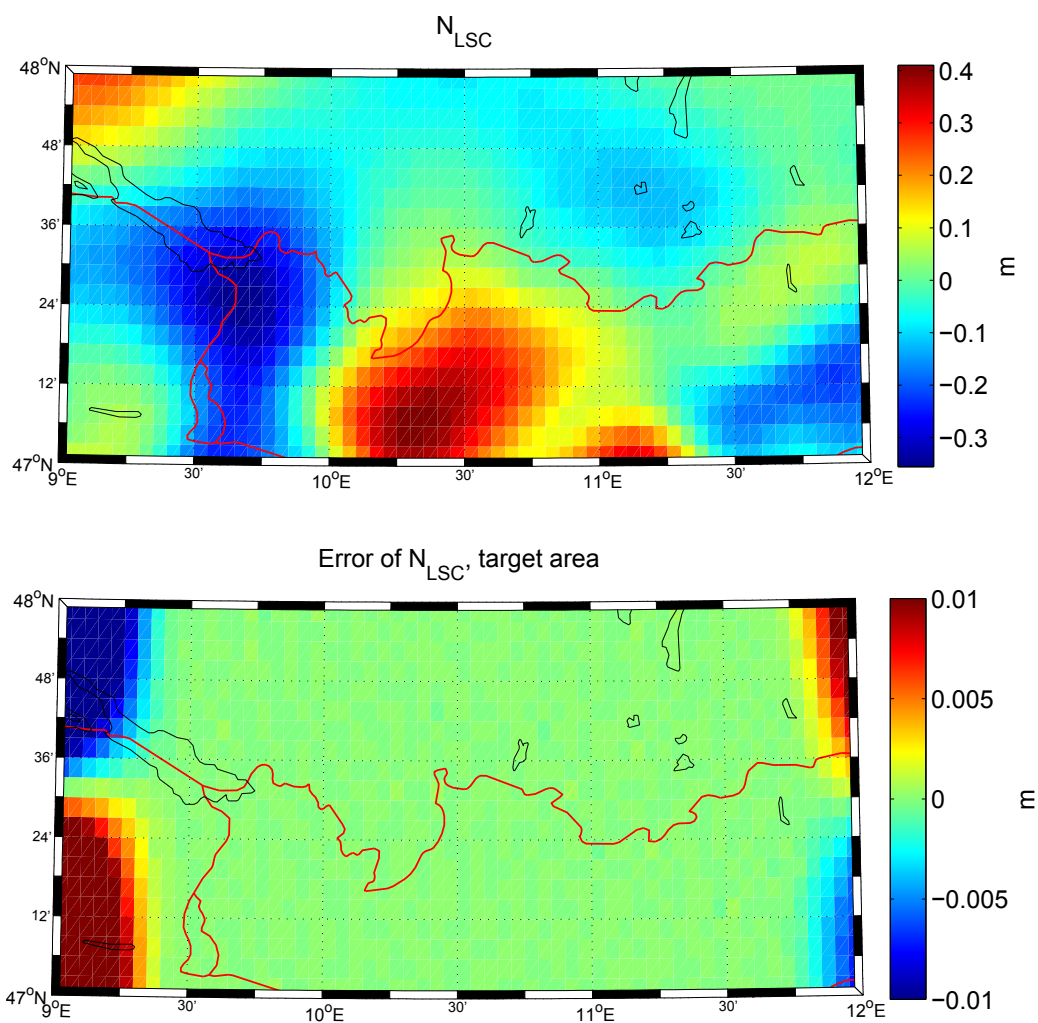 N_LSC
48°N
48'
36'
24'
12'
47°N
9°E
30'
10°E
30'
11°E
30'
12°E
0.4
0.3
0.2
0.1
0
−0.1
−0.2
−0.3
m
Error of N_LSC, target area
48°N
48'
36'
24'
12'
47°N
9°E
30'
10°E
30'
11°E
30'
12°E
0.01
0.005
0
−0.005
−0.01
m